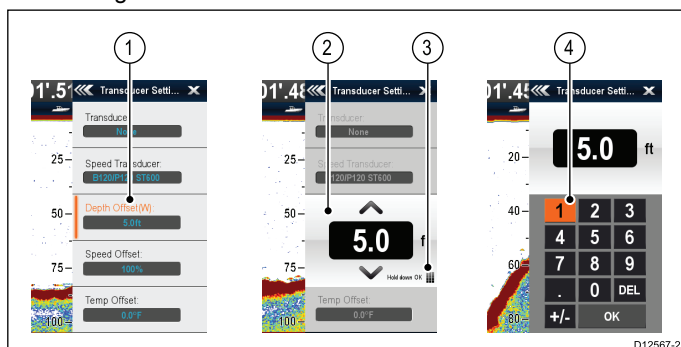 1
2
3
4
01'.5
Transducer Setti...
X
Transduce
None
25
Speed Transducer:
B120/P120 ST600
50
Depth Offset(W):
5.0ft
Speed Offset:
75
100%
Temp Offset:
100
0.0°F
01'.48
Transducer Setti...
X
Transducer:
None
25
Speed Transducer:
B120/P120 ST600
50
5.0
f
75
Hold down OK
Temp Offset:
100
0.0°F
01'.45
Transducer Setti...
X
5.0 ft
20
40
1 2 3
4 5 6
60
7 8 9
. 0 DEL
80
+/- OK
D12567-2